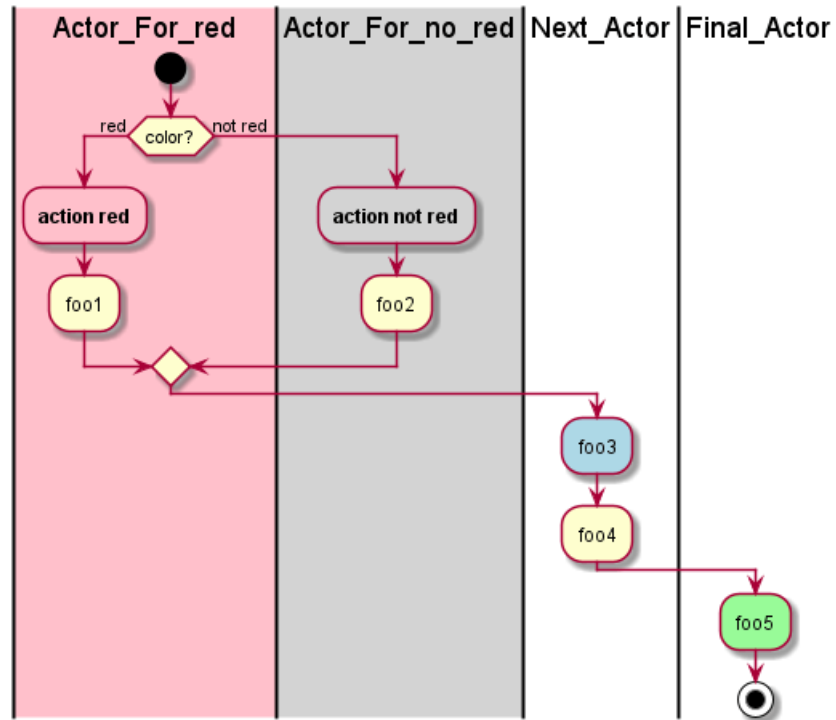 Actor_For_red Actor_For_no_red Next_Actor Final_Actor
red color? not red
action red action not red
foo1 foo2
foo3
foo4
foo5